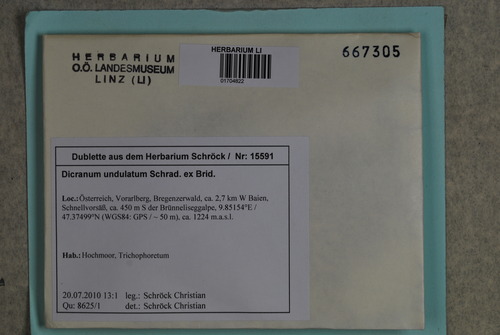 HERBARIUM
O.Ö. LANDESMUSEUM
LINZ (LI)
HERBARIUM LI
01704822
667305
Dublette aus dem Herbarium Schröck / Nr: 15591
Dicranum undulatum Schrad. ex Brid.
Loc.:Österreich, Vorarlberg, Bregenzerwald, ca. 2,7 km W Baien,
Schnellvorsäß, ca. 450 m S der Brünneliseggalpe, 9.85154°E /
47.37499°N (WGS84: GPS / ~ 50 m), ca. 1224 m.a.s.l.
Hab.: Hochmoor, Trichophoretum
20.07.2010 13:1 leg.: Schröck Christian
Qu: 8625/1 det.: Schröck Christian